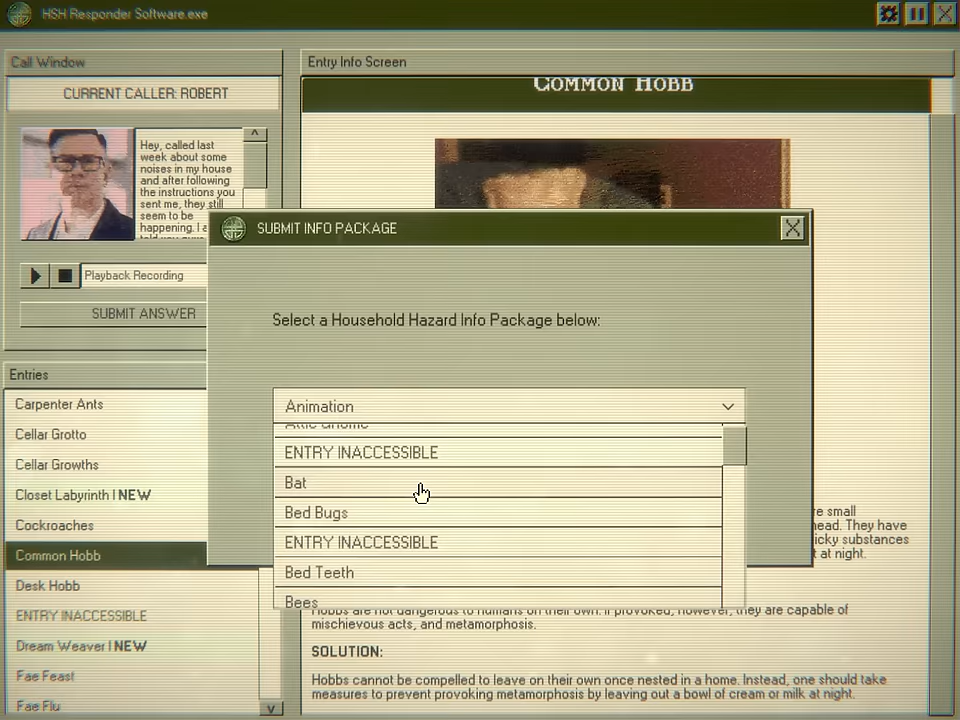 HSH Responder Software.exe
Call Window
CURRENT CALLER: ROBERT
Hey, called last
week about some
noises in my house
and after following
the instructions you
sent me, they still
seem to be
happening. I a
Playback Recording
SUBMIT ANSWER
Entries
Carpenter Ants
Cellar Grotto
Cellar Growths
Closet Labyrinth | NEW
Cockroaches
Common Hobb
Desk Hobb
ENTRY INACCESSIBLE
Dream Weaver | NEW
Fae Feast
Fae Flu
Entry Info Screen
COMMON HOBB
SUBMIT INFO PACKAGE
Select a Household Hazard Info Package below:
Animation
Attic Gnome
ENTRY INACCESSIBLE
Bat
Bed Bugs
ENTRY INACCESSIBLE
Bed Teeth
Bees
re small
ead. They have
icky substances
t at night.
Hobbs are not dangerous to humans on their own. If provoked, however, they are capable of
mischievous acts, and metamorphosis.
SOLUTION:
Hobbs cannot be compelled to leave on their own once nested in a home. Instead, one should take
measures to prevent provoking metamorphosis by leaving out a bowl of cream or milk at night.